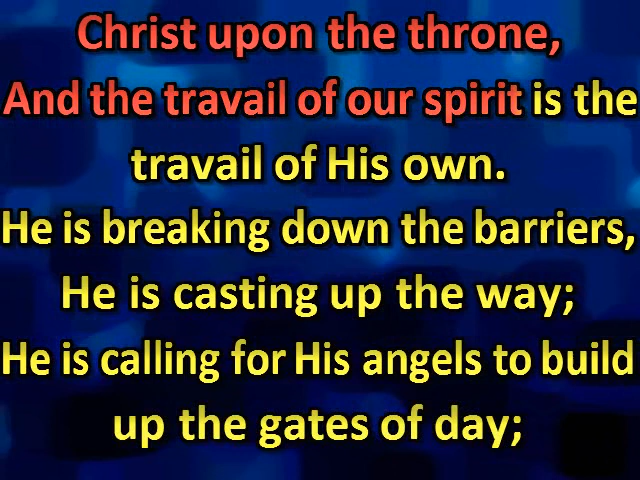 Christ upon the throne,
And the travail of our spirit is the
travail of His own.
He is breaking down the barriers,
He is casting up the way;
He is calling for His angels to build
up the gates of day;